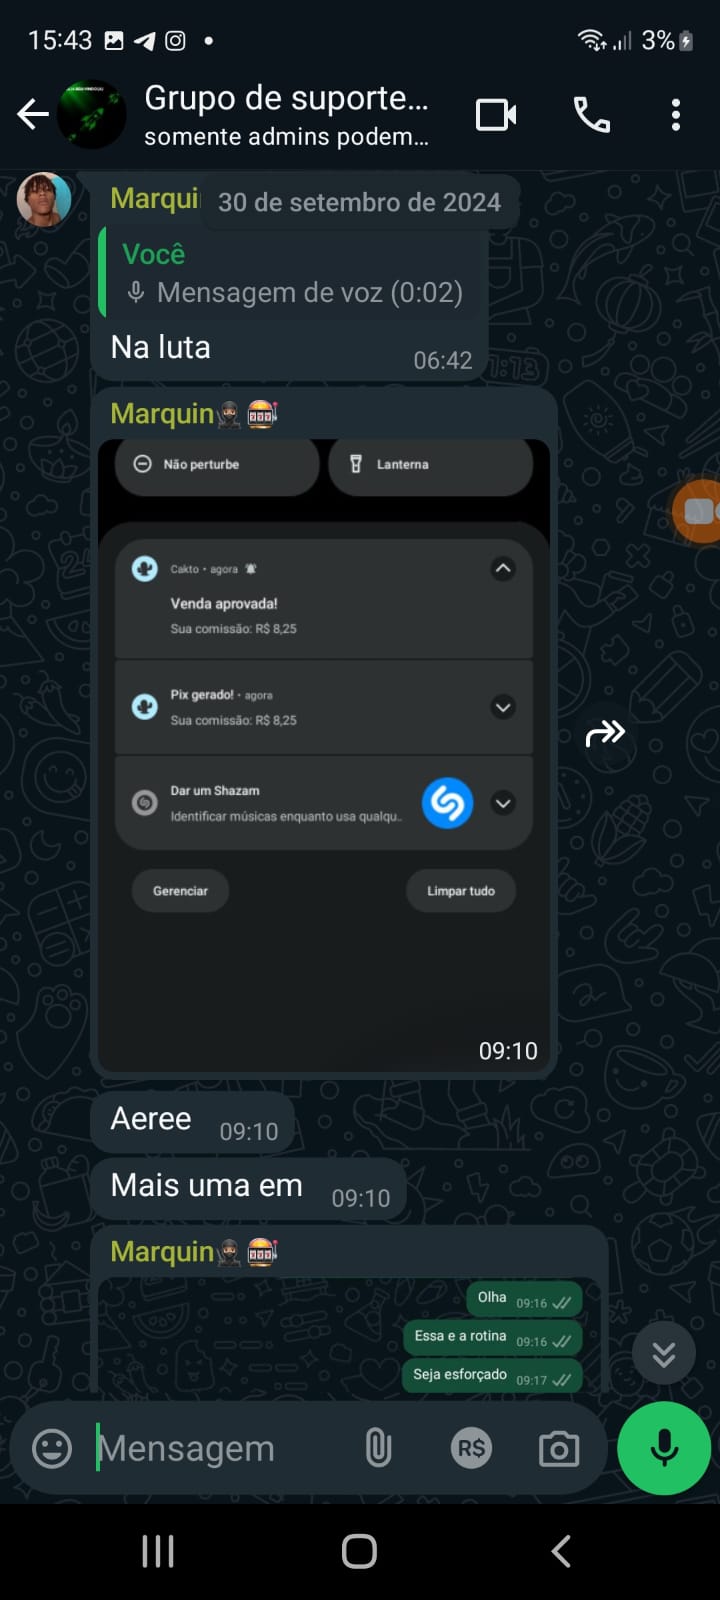 15:43
3%
Grupo de suporte...
somente admins podem...
30 de setembro de 2024
Você
Mensagem de voz (0:02)
Na luta
06:42
Marquin
Não perturbe
Lanterna
Cakto • agora
Venda aprovada!
Sua comissão: R$ 8,25
Pix gerado! • agora
Sua comissão: R$ 8,25
Dar um Shazam
Identificar músicas enquanto usa qualqu..
Gerenciar
Limpar tudo
09:10
Aeree 09:10
Mais uma em 09:10
Marquin
Olha 09:16
Essa e a rotina 09:16
Seja esforçado 09:17
Mensagem
R$